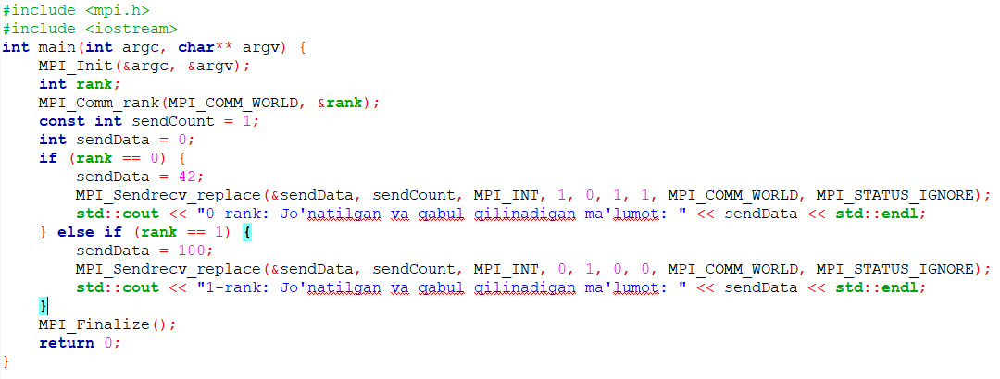 #include <mpi.h>
#include <iostream>
int main(int argc, char** argv) {
    MPI_Init(&argc, &argv);
    int rank;
    MPI_Comm_rank(MPI_COMM_WORLD, &rank);
    const int sendCount = 1;
    int sendData = 0;
    if (rank == 0) {
        sendData = 42;
        MPI_Sendrecv_replace(&sendData, sendCount, MPI_INT, 1, 0, 1, 1, MPI_COMM_WORLD, MPI_STATUS_IGNORE);
        std::cout << "0-rank: Jo'natilgan va qabul qilinadigan ma'lumot: " << sendData << std::endl;
    } else if (rank == 1) {
        sendData = 100;
        MPI_Sendrecv_replace(&sendData, sendCount, MPI_INT, 0, 1, 0, 0, MPI_COMM_WORLD, MPI_STATUS_IGNORE);
        std::cout << "1-rank: Jo'natilgan va qabul qilinadigan ma'lumot: " << sendData << std::endl;
    }
    MPI_Finalize();
    return 0;
}